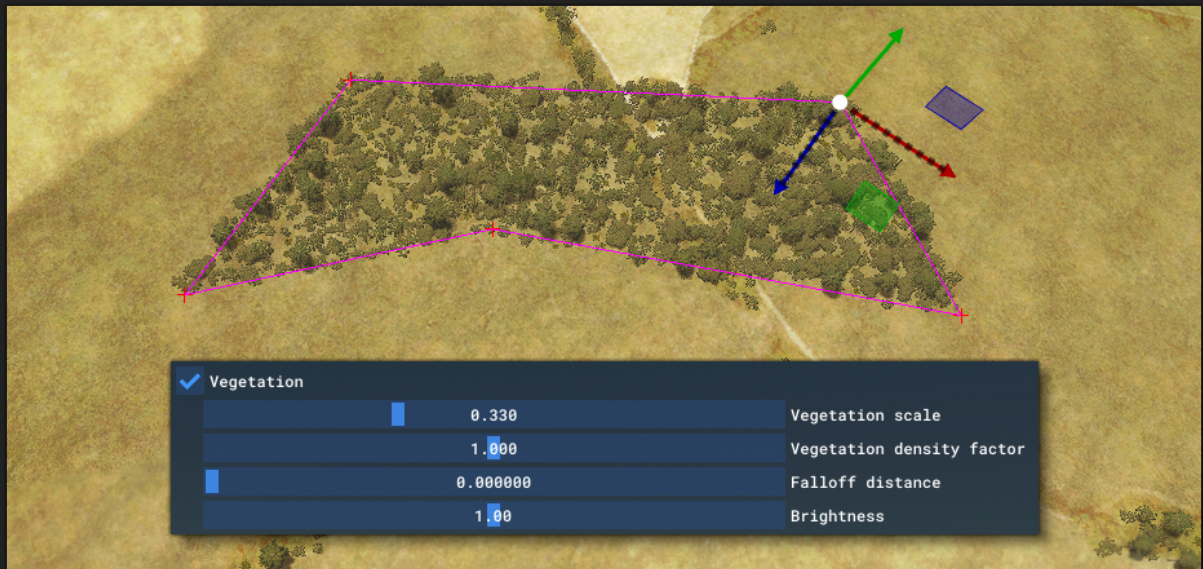 Vegetation
0.330 Vegetation scale
1.000 Vegetation density factor
0.000000 Falloff distance
1.00 Brightness